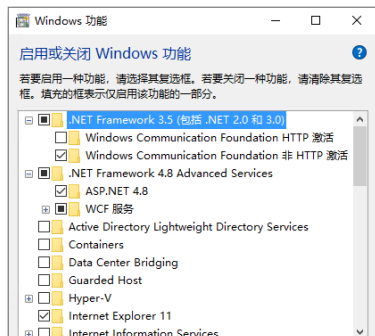 Windows 功能
启用或关闭 Windows 功能
若要启用一种功能，请选择其复选框。若要关闭一种功能，请清除其复选
框。填充的框表示仅启用该功能的一部分。
.NET Framework 3.5 (包括 .NET 2.0 和 3.0)
Windows Communication Foundation HTTP 激活
Windows Communication Foundation 非 HTTP 激活
.NET Framework 4.8 Advanced Services
ASP.NET 4.8
WCF 服务
Active Directory Lightweight Directory Services
Containers
Data Center Bridging
Guarded Host
Hyper-V
Internet Explorer 11
Internet Information Services